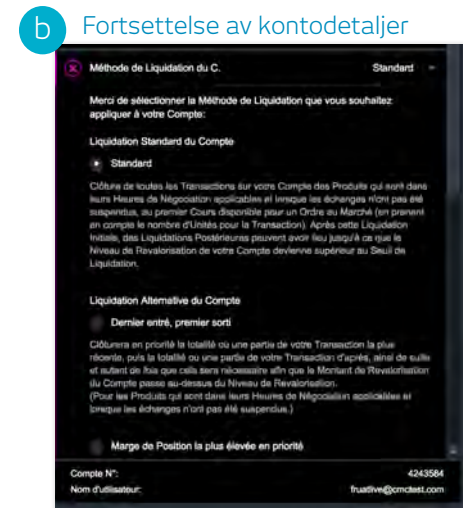 b Fortsettelse av kontodetaljer
Méthode de Liquidation du C. Standard
Merci de sélectionner la Méthode de Liquidation que vous souhaitez
appliquer à votre Compte:
Liquidation Standard du Compte
Standard
Clôture de toutes les Transactions sur votre Compte des Produits qui sont dans
leurs Heures de Négociation applicables et lorsque les échanges n'ont pas été
suspendus, au premier Cours disponible pour un Ordre au Marché (en prenant
en compte le nombre d'Unités pour la Transaction). Après cette Liquidation
Initiale, des Liquidations Postérieures peuvent avoir lieu jusqu'à ce que le
Niveau de Revalorisation de votre Compte devienne supérieur au Seuil de
Liquidation.
Liquidation Alternative du Compte
Dernier entré, premier sorti
Clôturera en priorité la totalité ou une partie de votre Transaction la plus
récente, puis la totalité ou une partie de votre Transaction d'après, ainsi de suite
et autant de fois que cela sera nécessaire afin que le Montant de Revalorisation
du Compte passe au-dessus du Niveau de Revalorisation.
(Pour les Produits qui sont dans leurs Heures de Négociation applicables et
lorsque les échanges n'ont pas été suspendus.)
Marge de Position la plus élevée en priorité
Compte N°: 4243584
Nom d'utilisateur: fruative@cmctest.com